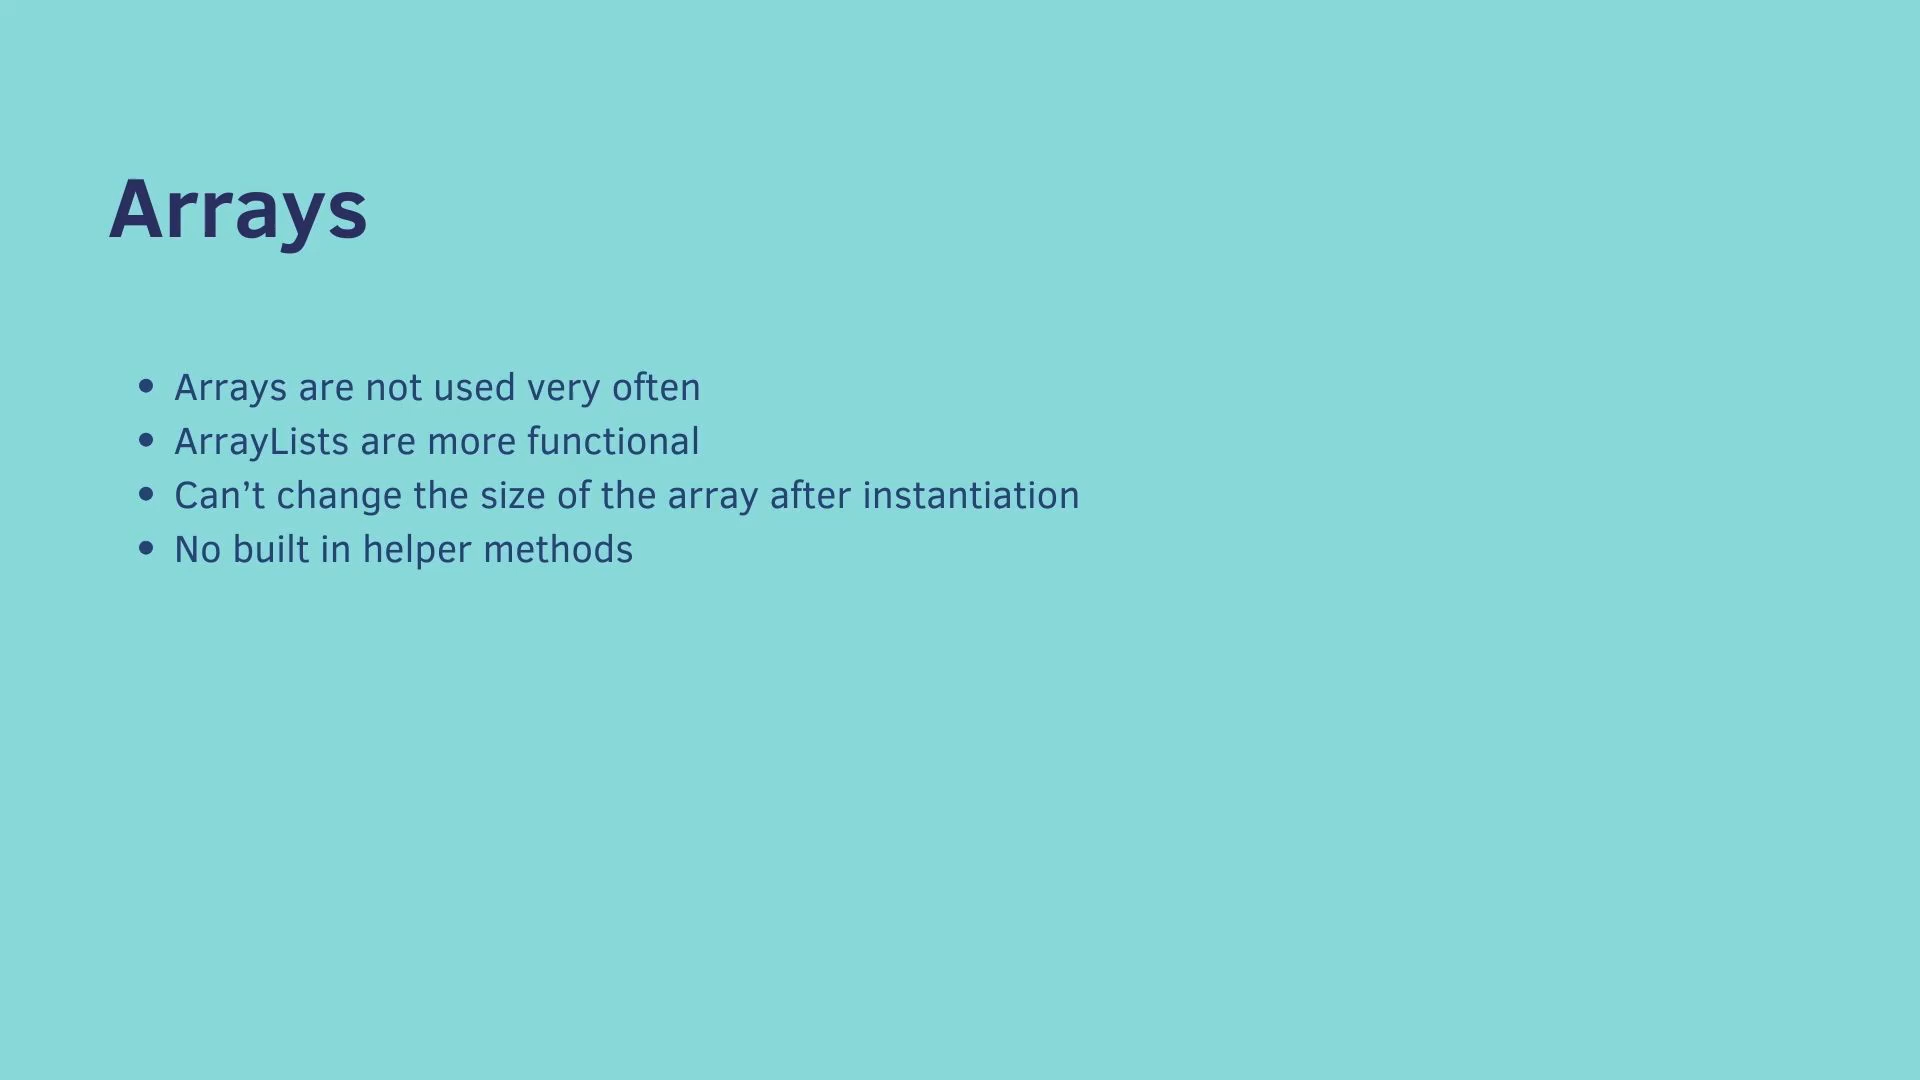 Arrays
• Arrays are not used very often
• ArrayLists are more functional
• Can’t change the size of the array after instantiation
• No built in helper methods